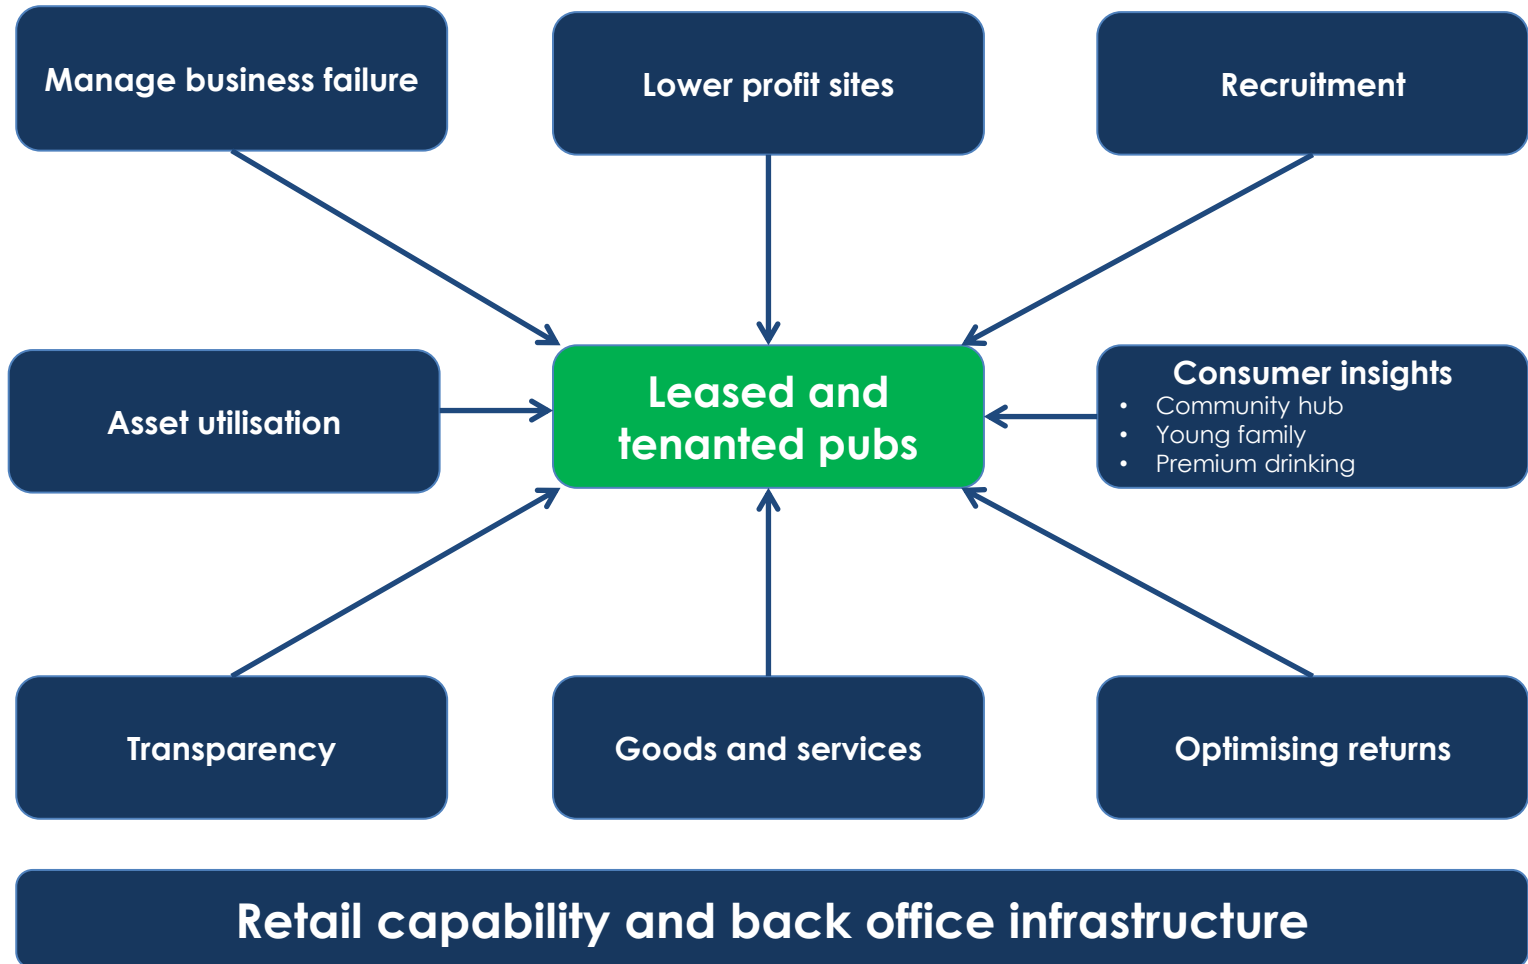 Manage business failure
Lower profit sites
Recruitment
Asset utilisation
Leased and
tenanted pubs
Consumer insights
• Community hub
• Young family
• Premium drinking
Transparency
Goods and services
Optimising returns
Retail capability and back office infrastructure